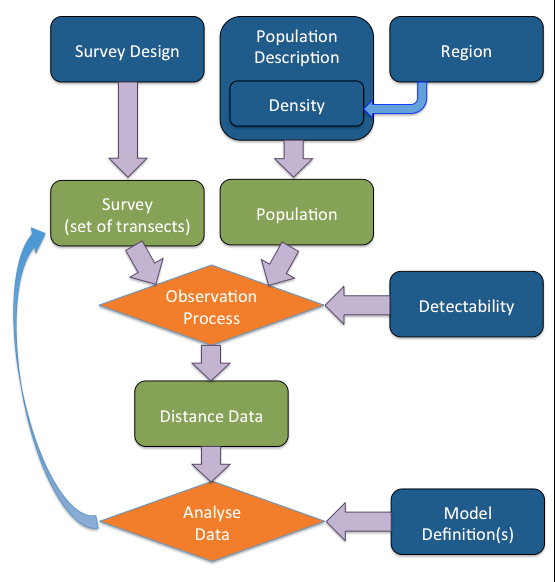 Survey Design
Population
Description
Density
Region
Survey
(set of transects)
Population
Observation
Process
Detectability
Distance Data
Analyse
Data
Model
Definition(s)